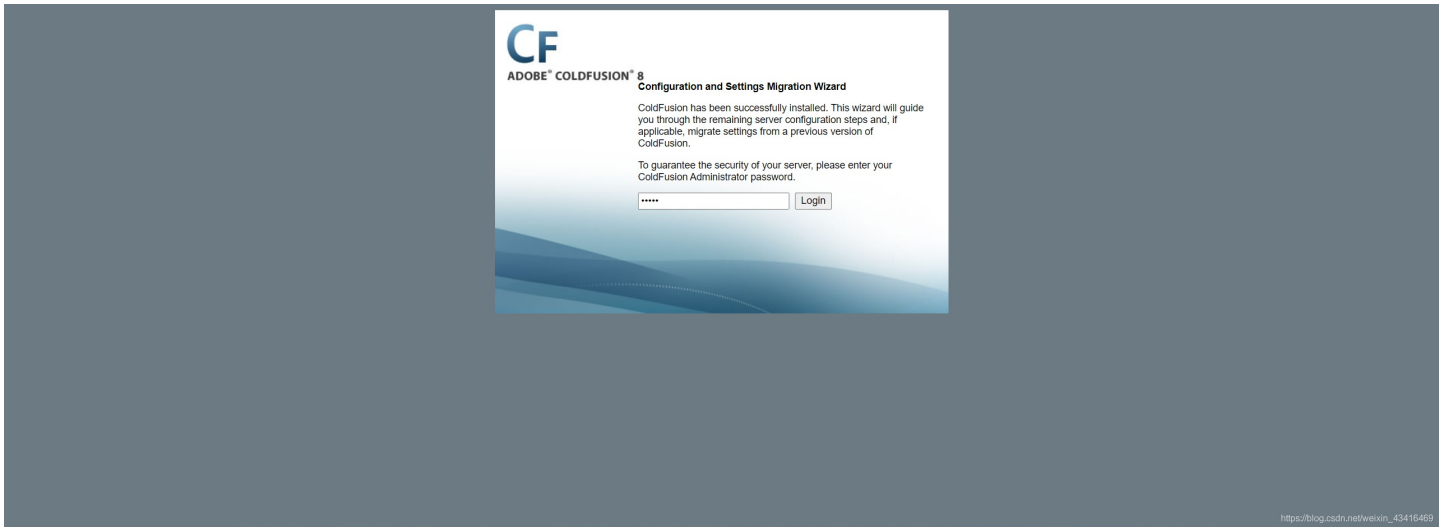 CF
ADOBE® COLDFUSION® 8
Configuration and Settings Migration Wizard
ColdFusion has been successfully installed. This wizard will guide
you through the remaining server configuration steps and, if
applicable, migrate settings from a previous version of
ColdFusion.
To guarantee the security of your server, please enter your
ColdFusion Administrator password.
•••••
Login
https://blog.csdn.net/weixin_43416469